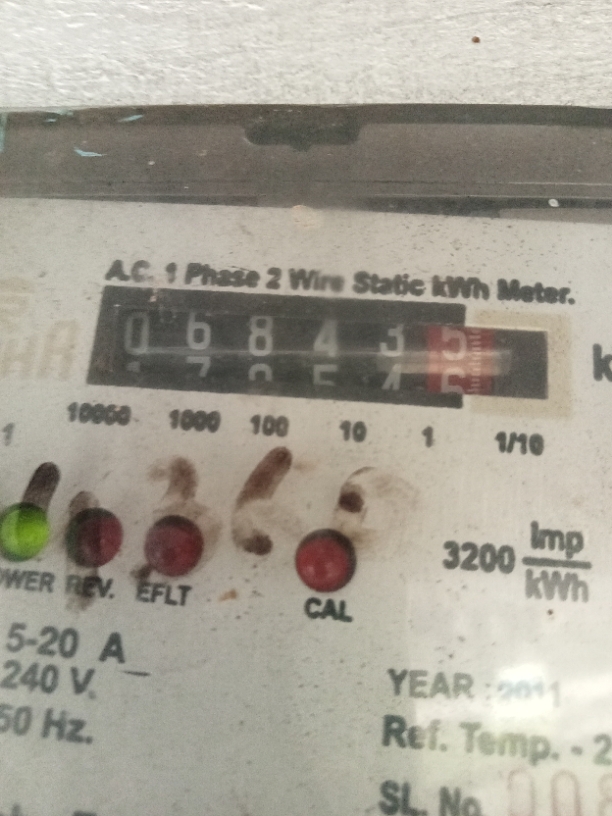 A.C. 1 Phase 2 Wire Static kWh Meter.
0 6 8 4 3 5
10000 1000 100 10 1 1/10
3200 Imp/kWh
REV. EFLT CAL
5-20 A
240 V.
50 Hz.
YEAR : 2011
Ref. Temp. - 2
SL. No.